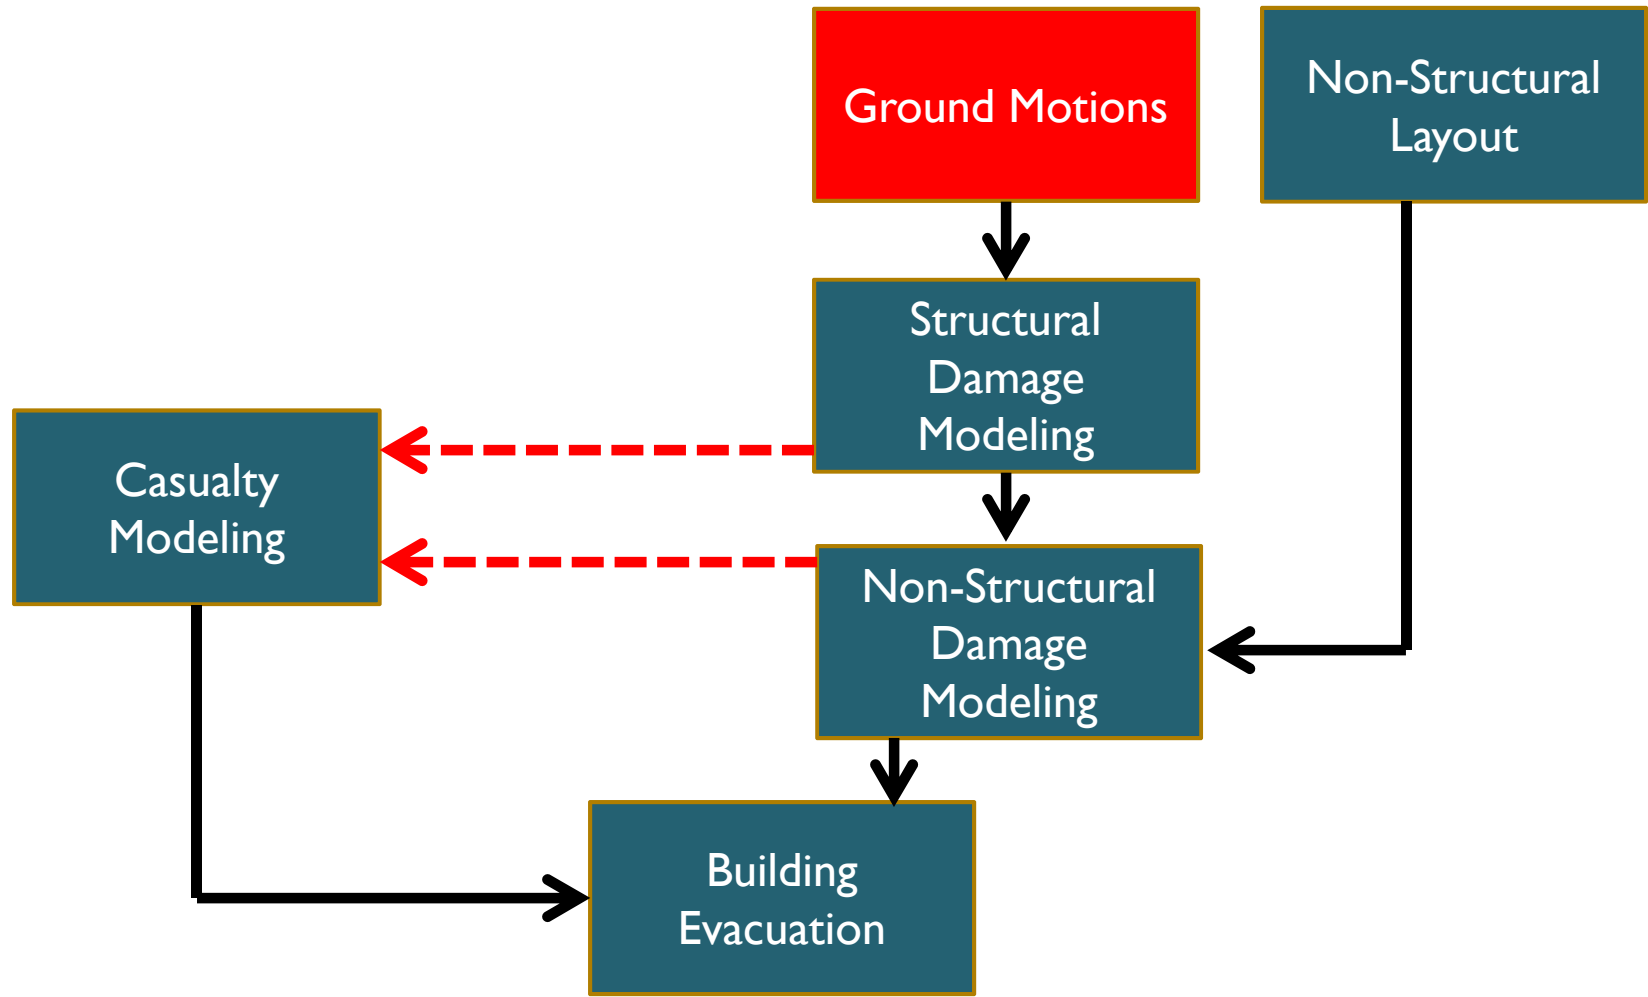 Ground Motions
Non-Structural
Layout
Structural
Damage
Modeling
Casualty
Modeling
Non-Structural
Damage
Modeling
Building
Evacuation